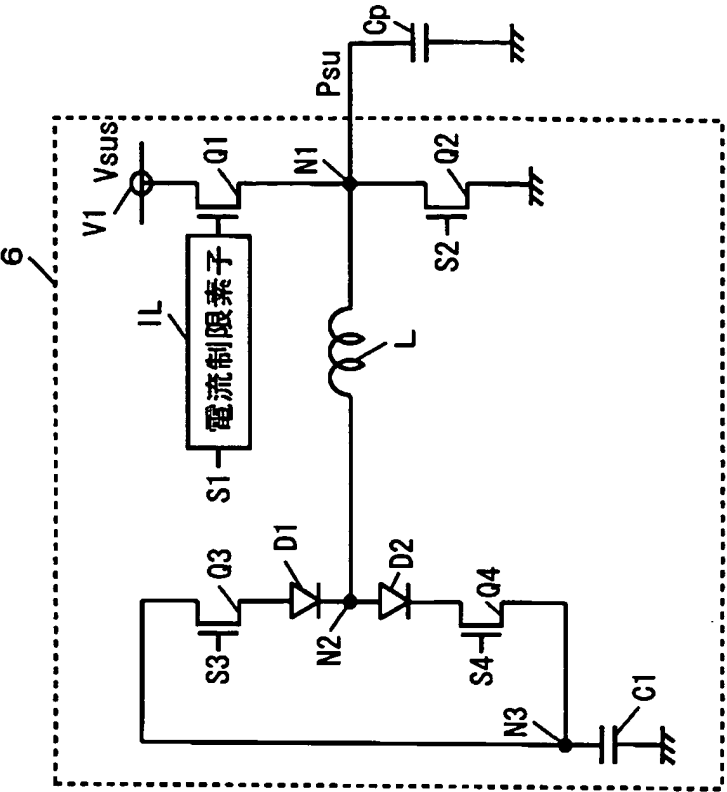 6
V1
Vsus
Q1
IL
電流制限素子
S1
N1
Psu
Cp
Q2
S2
L
D1
Q3
S3
N2
D2
Q4
S4
N3
C1